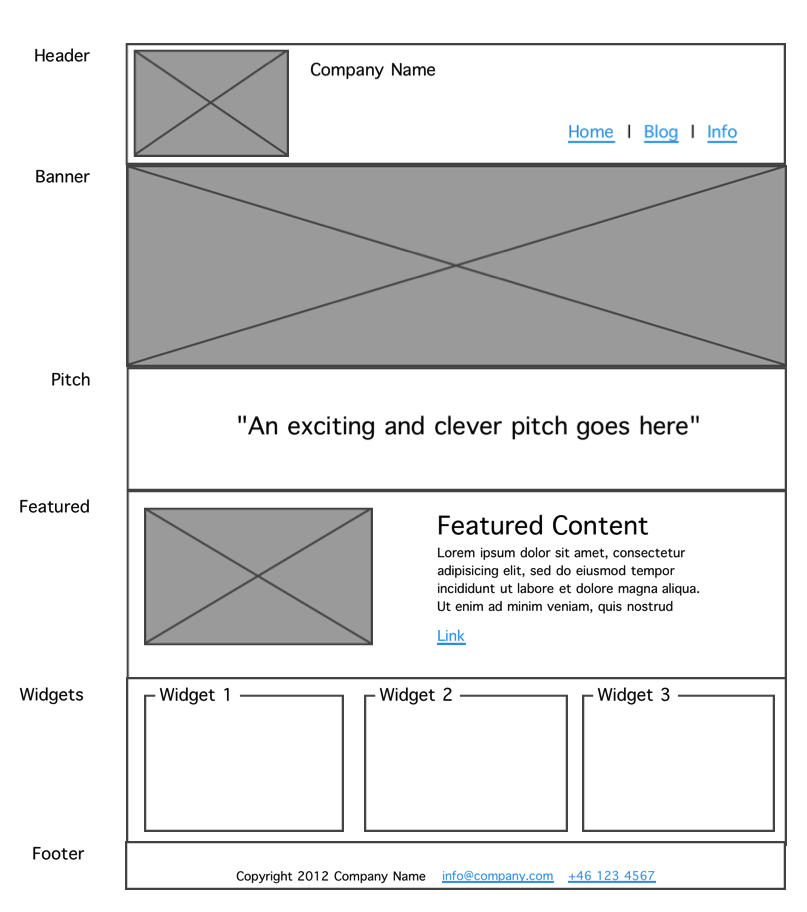 Header
Company Name
Home | Blog | Info
Banner
Pitch
"An exciting and clever pitch goes here"
Featured
Featured Content
Lorem ipsum dolor sit amet, consectetur
adipisicing elit, sed do eiusmod tempor
incididunt ut labore et dolore magna aliqua.
Ut enim ad minim veniam, quis nostrud
Link
Widgets
Widget 1
Widget 2
Widget 3
Footer
Copyright 2012 Company Name info@company.com +46 123 4567